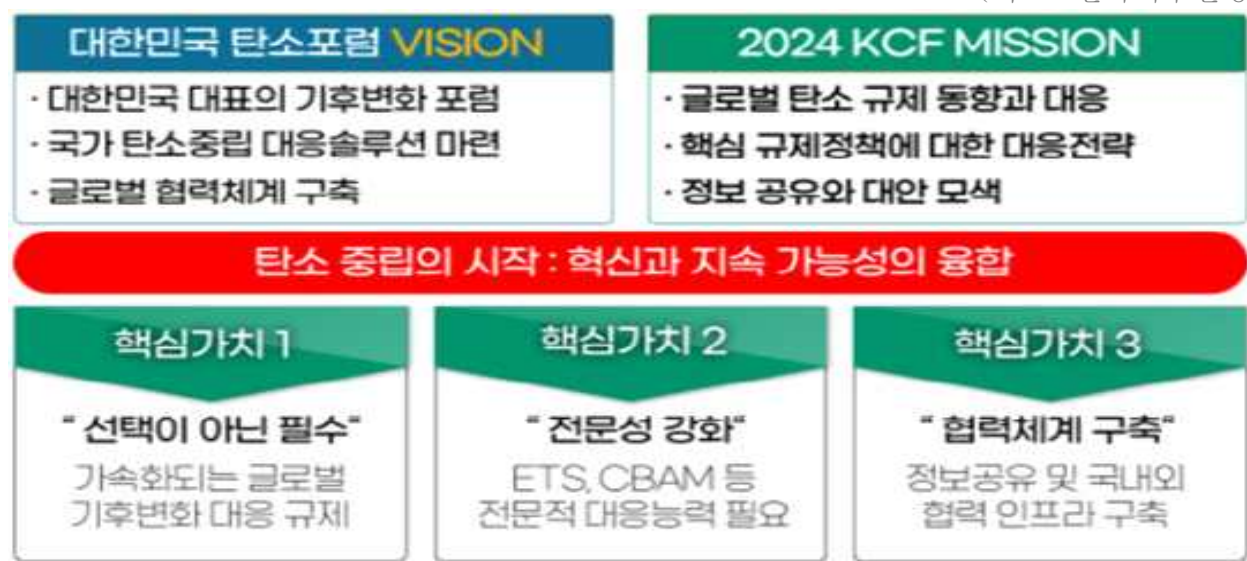 대한민국 탄소포럼 VISION
· 대한민국 대표의 기후변화 포럼
· 국가 탄소중립 대응솔루션 마련
· 글로벌 협력체계 구축
2024 KCF MISSION
· 글로벌 탄소 규제 동향과 대응
· 핵심 규제정책에 대한 대응전략
· 정보 공유와 대안 모색
탄소 중립의 시작 : 혁신과 지속 가능성의 융합
핵심가치 1
“ 선택이 아닌 필수“
가속화되는 글로벌
기후변화 대응 규제
핵심가치 2
“ 전문성 강화“
ETS, CBAM 등
전문적 대응능력 필요
핵심가치 3
“ 협력체계 구축“
정보공유 및 국내외
협력 인프라 구축